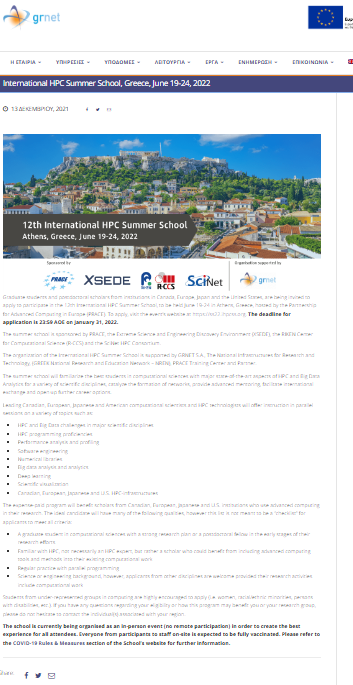 grnet
Η ΕΤΑΙΡΙΑ
ΥΠΗΡΕΣΙΕΣ
ΥΠΟΔΟΜΕΣ
ΛΕΙΤΟΥΡΓΙΑ
ΕΡΓΑ
ΕΝΗΜΕΡΩΣΗ
ΕΠΙΚΟΙΝΩΝΙΑ
International HPC Summer School, Greece, June 19-24, 2022
13 ΔΕΚΕΜΒΡΙΟΥ, 2021
12th International HPC Summer School
Athens, Greece, June 19-24, 2022
Sponsored by
Organisation supported by
PRACE
XSEDE
R-CCS
SciNet
grnet
Graduate students and postdoctoral scholars from institutions in Canada, Europe, Japan and the United States, are being invited to
apply to participate in the 12th International HPC Summer School, to be held June 19-24 in Athens, Greece, hosted by the Partnership
for Advanced Computing in Europe (PRACE). To apply, visit the event's website at https://ss22.ihpcss.org. The deadline for
application is 23:59 AOE on January 31, 2022.
The summer school is sponsored by PRACE, the Extreme Science and Engineering Discovery Environment (XSEDE), the RIKEN Center
for Computational Science (R-CCS) and the SciNet HPC Consortium.
The organisation of the International HPC Summer School is supported by GRNET S.A., The National Infrastructures for Research and
Technology, (GREEK National Research and Education Network - NREN), PRACE Training Center and Partner.
The summer school will familiarize the best students in computational sciences with major state-of-the-art aspects of HPC and Big Data
Analytics for a variety of scientific disciplines, catalyze the formation of networks, provide advanced mentoring, facilitate international
exchange and open up further career options.
Leading Canadian, European, Japanese and American computational scientists and HPC technologists will offer instruction in parallel
sessions on a variety of topics such as:
HPC and Big Data challenges in major scientific disciplines
HPC programming proficiencies
Performance analysis and profiling
Software engineering
Numerical libraries
Big data analysis and analytics
Deep learning
Scientific visualization
Canadian, European, Japanese and U.S. HPC-infrastructures
The expense-paid program will benefit scholars from Canadian, European, Japanese and U.S. institutions who use advanced computing
in their research. The ideal candidate will have many of the following qualities, however this list is not meant to be a "checklist" for
applicants to meet all criteria:
A graduate student in computational sciences with a strong research plan or a postdoctoral fellow in the early stages of their
research efforts
Familiar with HPC, not necessarily an HPC expert, but rather a scholar who could benefit from including advanced computing
tools and methods into their existing computational work
Regular practice with parallel programming
Science or engineering background, however, applicants from other disciplines are welcome provided their research activities
include computational work
Students from under-represented groups in computing are highly encouraged to apply (i.e. women, racial/ethnic minorities, persons
with disabilities, etc.). If you have any questions regarding your eligibility or how this program may benefit you or your research group,
please do not hesitate to contact the individual(s) associated with your region.
The school is currently being organised as an in-person event (no remote participation) in order to create the best
experience for all attendees. Everyone from participants to staff on-site is expected to be fully vaccinated. Please refer to
the COVID-19 Rules & Measures section of the School's website for further information.
Share: